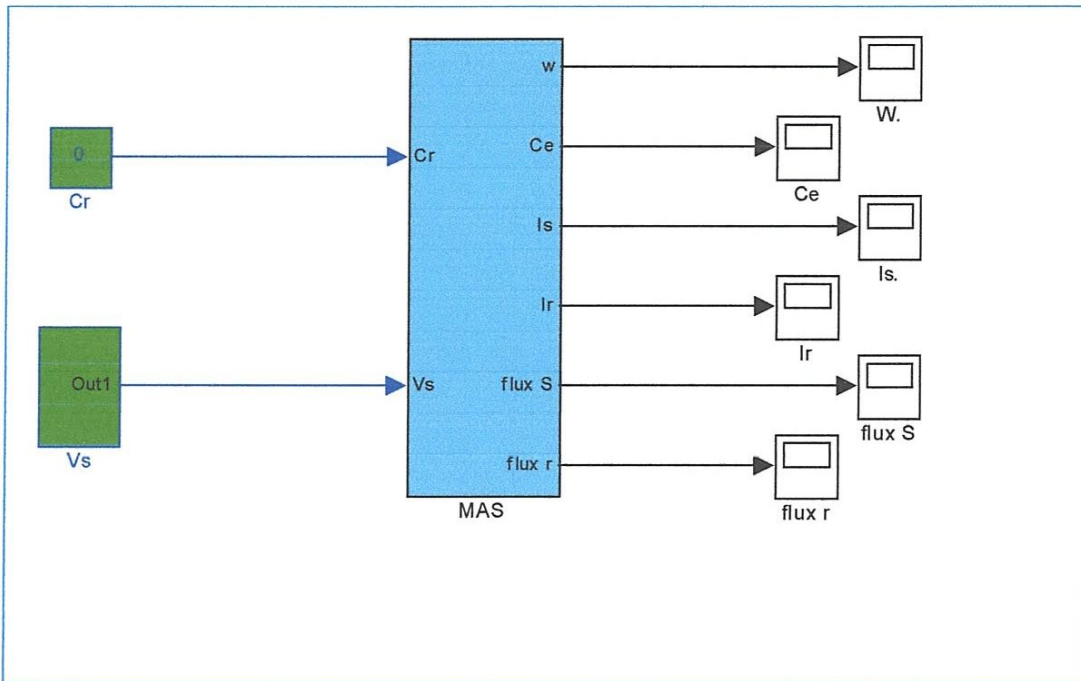 0
Cr
Out1
Vs
Cr
Vs
w
Ce
Is
Ir
flux S
flux r
MAS
W.
Ce
Is.
Ir
flux S
flux r